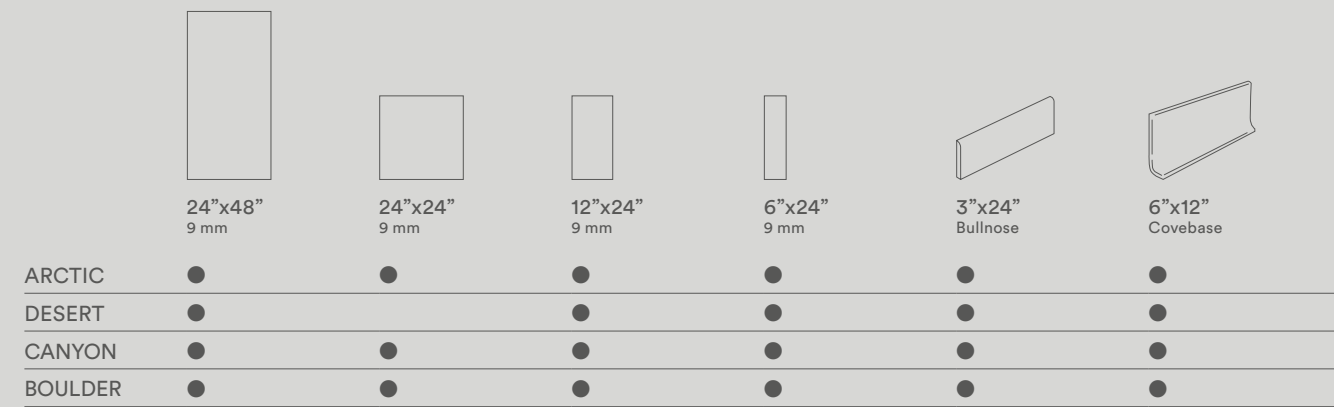 24”x48” 24”x24” 12”x24” 6”x24” 3”x24” 6”x12”
9 mm 9 mm 9 mm 9 mm Bullnose Covebase
ARCTIC
DESERT
CANYON
BOULDER